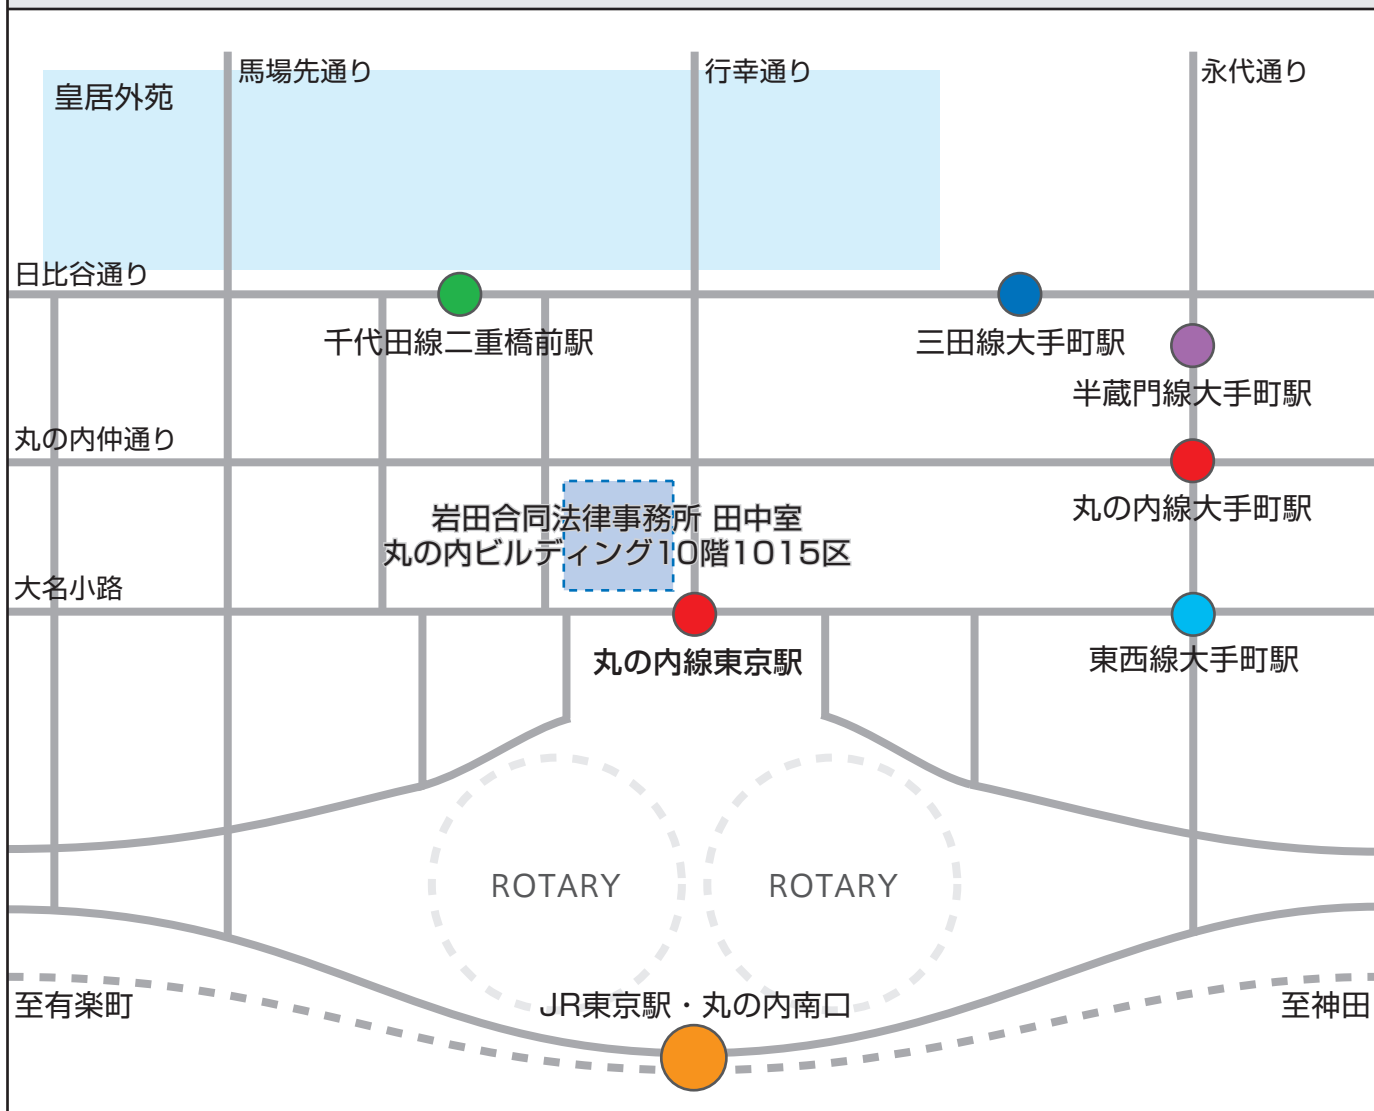 馬場先通り
行幸通り
永代通り
皇居外苑
日比谷通り
千代田線二重橋前駅
三田線大手町駅
半蔵門線大手町駅
丸の内仲通り
丸の内線大手町駅
岩田合同法律事務所 田中室
丸の内ビルディング10階1015区
大名小路
丸の内線東京駅
東西線大手町駅
ROTARY
ROTARY
至有楽町
JR東京駅・丸の内南口
至神田